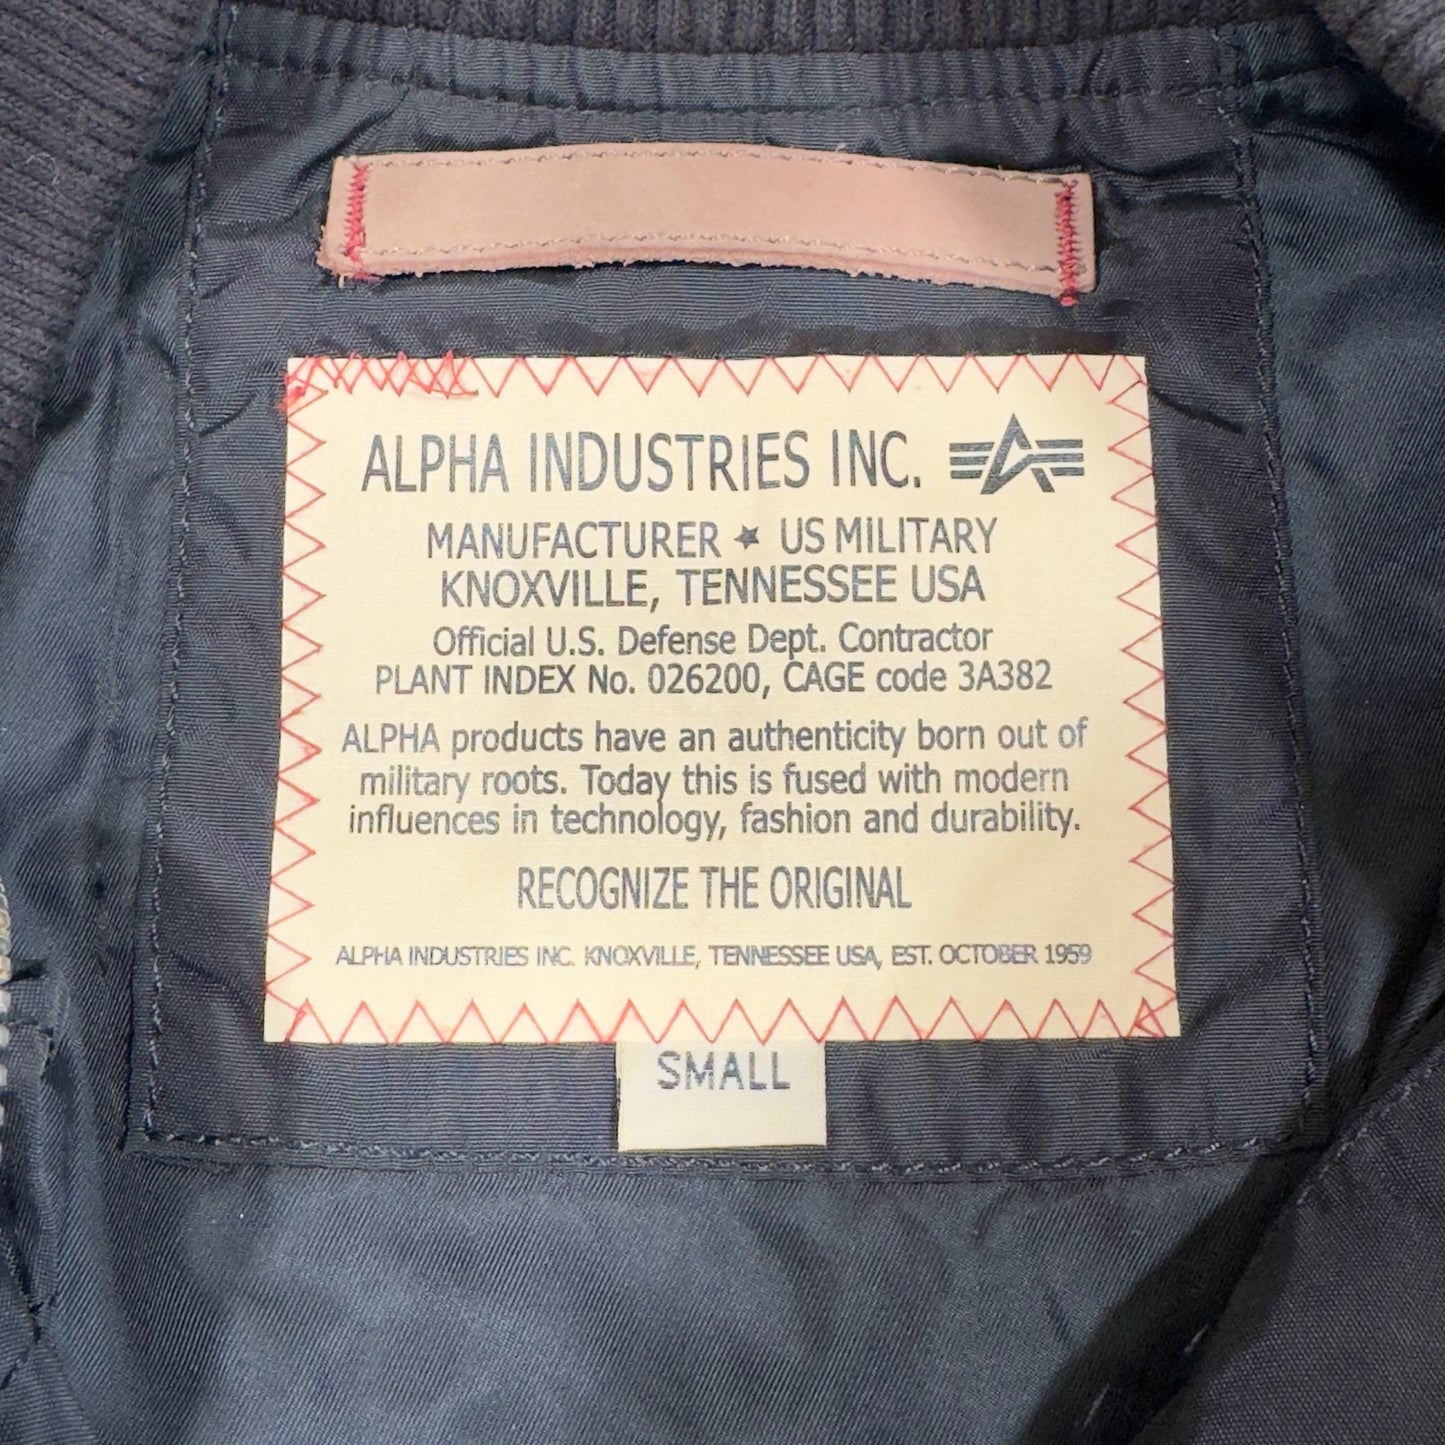 ALPHA INDUSTRIES INC.
MANUFACTURER ★ US MILITARY
KNOXVILLE, TENNESSEE USA
Official U.S. Defense Dept. Contractor
PLANT INDEX No. 026200, CAGE code 3A382
ALPHA products have an authenticity born out of
military roots. Today this is fused with modern
influences in technology, fashion and durability.
RECOGNIZE THE ORIGINAL
ALPHA INDUSTRIES INC. KNOXVILLE, TENNESSEE USA, EST. OCTOBER 1959
SMALL